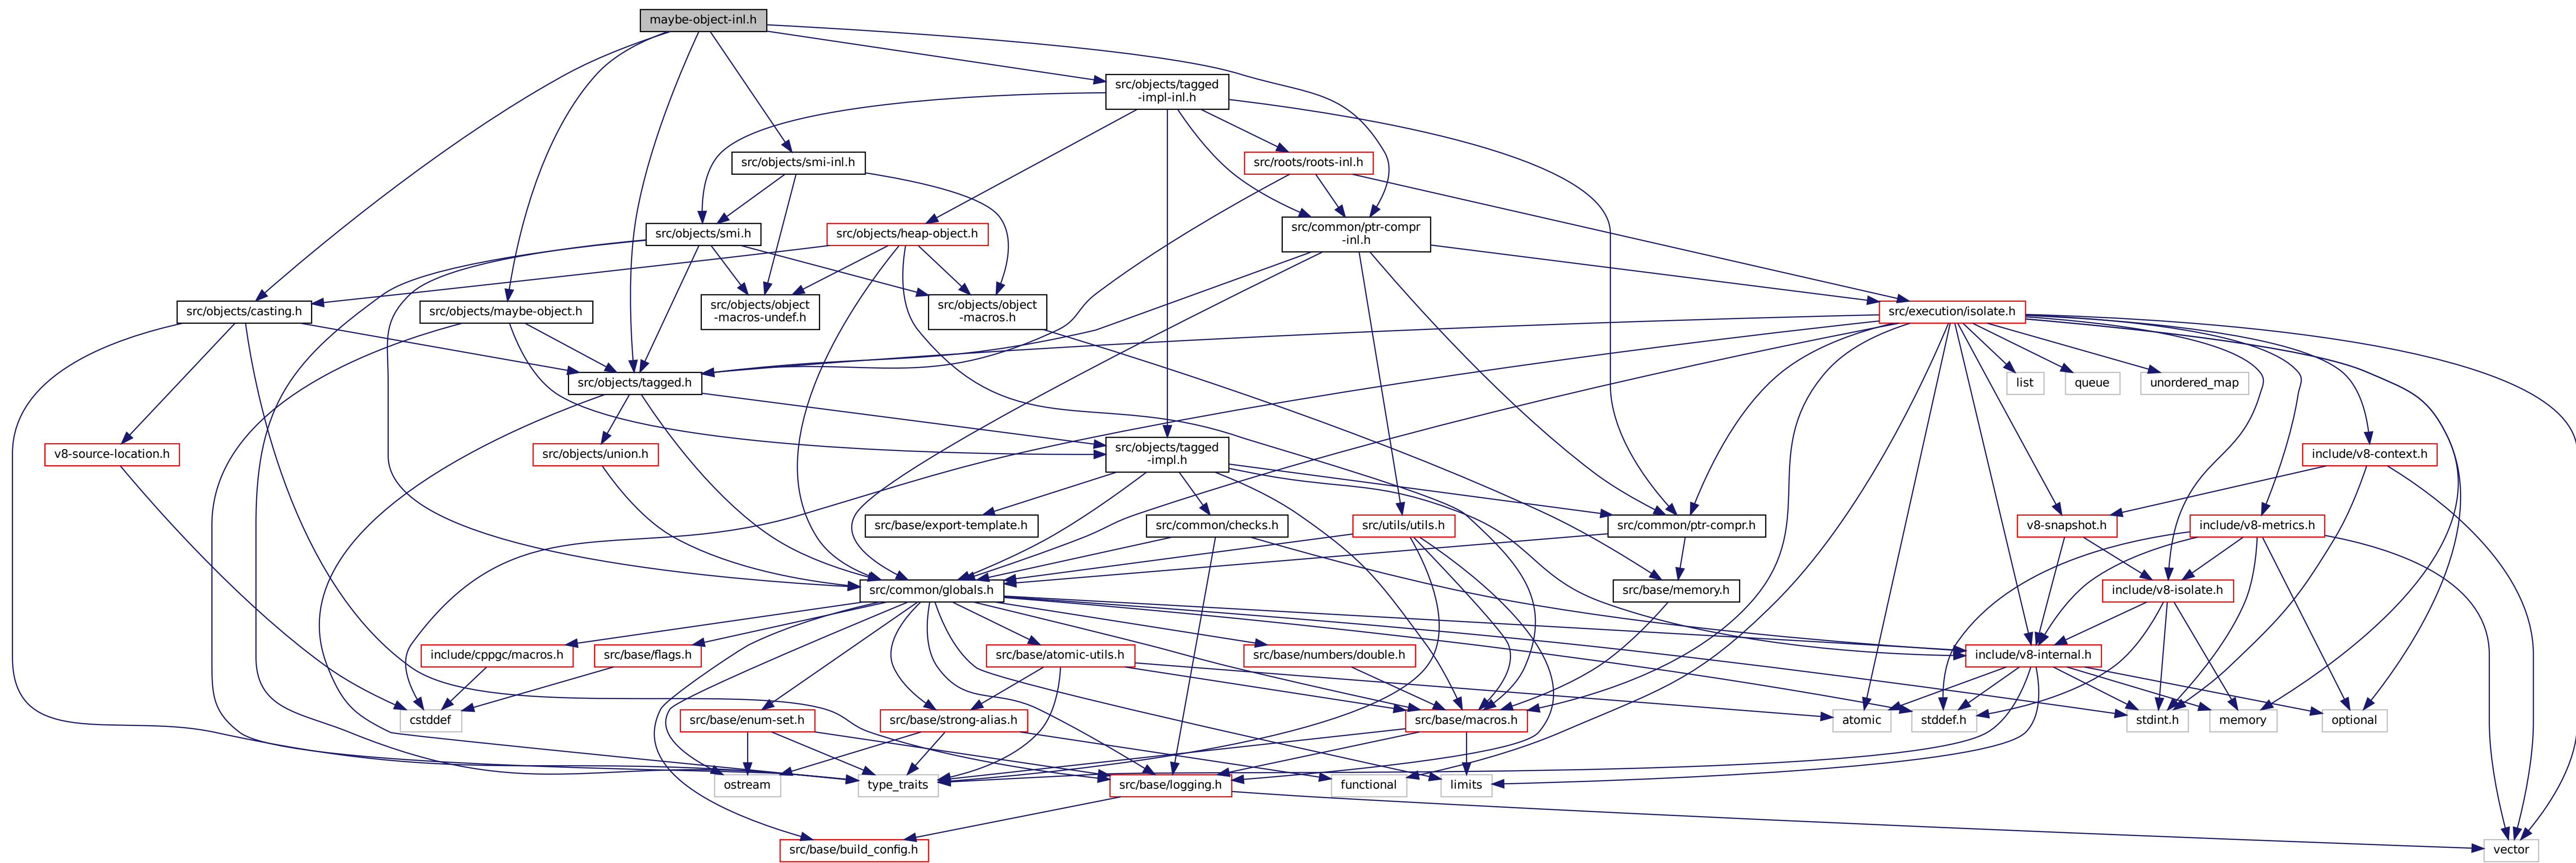 maybe-object-inl.h
src/objects/tagged
-impl-inl.h
src/objects/smi-inl.h
src/roots/roots-inl.h
src/objects/smi.h
src/objects/heap-object.h
src/common/ptr-compr
-inl.h
src/objects/casting.h
src/objects/maybe-object.h
src/objects/object
-macros-undef.h
src/objects/object
-macros.h
src/execution/isolate.h
src/objects/tagged.h
list
queue
unordered_map
v8-source-location.h
src/objects/union.h
src/objects/tagged
-impl.h
include/v8-context.h
src/base/export-template.h
src/common/checks.h
src/utils/utils.h
src/common/ptr-compr.h
v8-snapshot.h
include/v8-metrics.h
src/common/globals.h
src/base/memory.h
include/v8-isolate.h
include/cppgc/macros.h
src/base/flags.h
src/base/atomic-utils.h
src/base/numbers/double.h
include/v8-internal.h
cstddef
src/base/enum-set.h
src/base/strong-alias.h
src/base/macros.h
atomic
stddef.h
stdint.h
memory
optional
ostream
type_traits
src/base/logging.h
functional
limits
src/base/build_config.h
vector